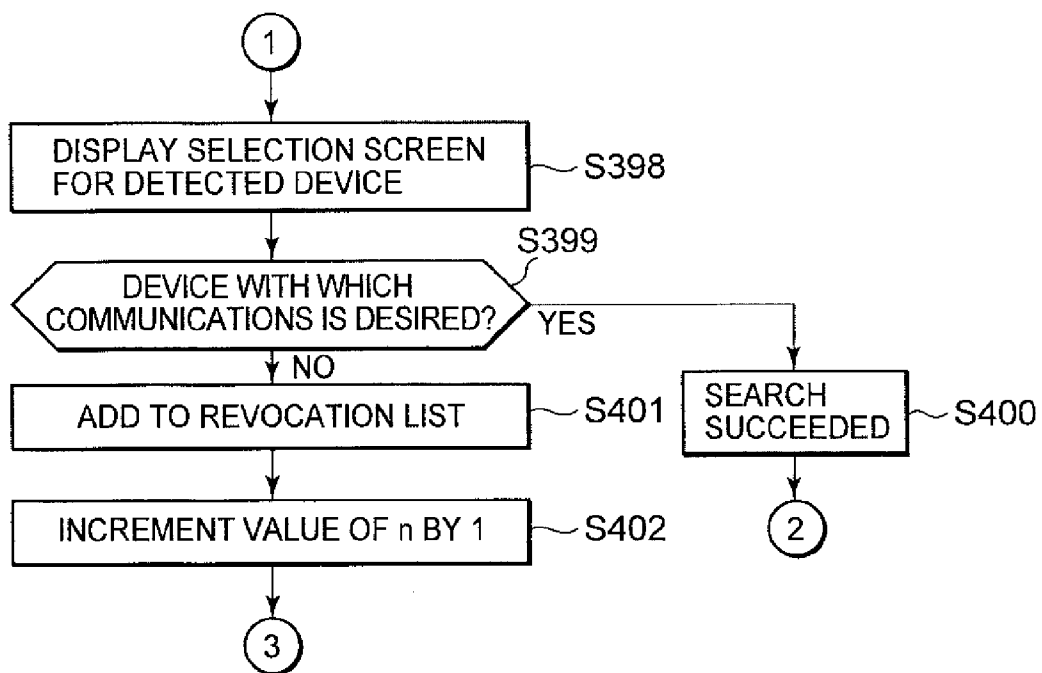 1
DISPLAY SELECTION SCREEN
FOR DETECTED DEVICE
S398
S399
DEVICE WITH WHICH
COMMUNICATIONS IS DESIRED?
YES
NO
ADD TO REVOCATION LIST
S401
SEARCH
SUCCEEDED
S400
INCREMENT VALUE OF n BY 1
S402
2
3